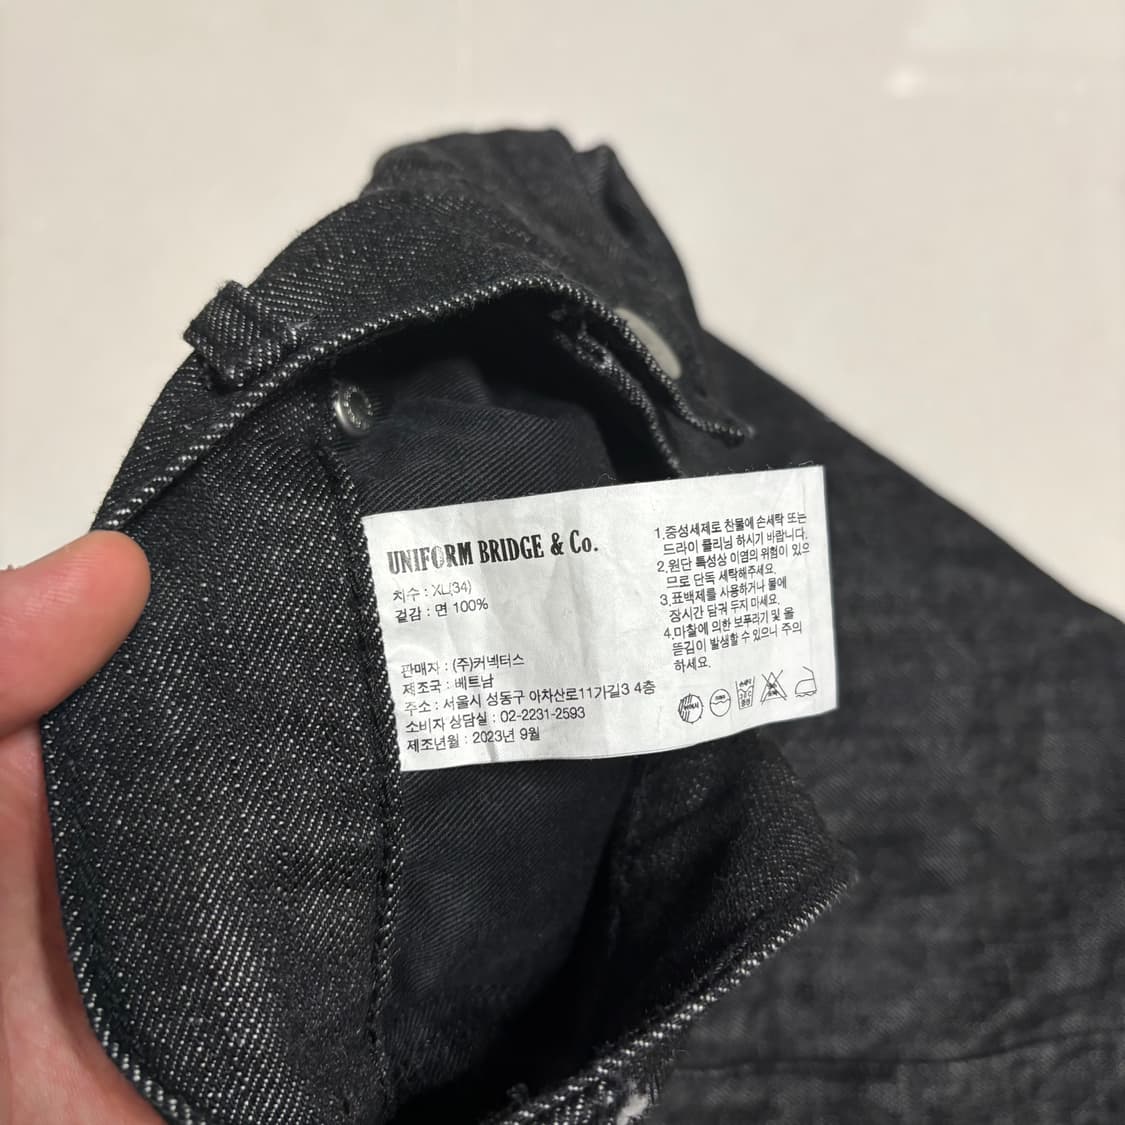 UNIFORM BRIDGE & Co.
치수 : XL(34)
겉감 : 면 100%
판매자 : (주)커넥터스
제조국 : 베트남
주소 : 서울시 성동구 아차산로11가길3 4층
소비자 상담실 : 02-2231-2593
제조년월 : 2023년 9월
1.중성세제로 찬물에 손세탁 또는
드라이 클리닝 하시기 바랍니다.
2.원단 특성상 이염의 위험이 있으
므로 단독 세탁해주세요.
3.표백제를 사용하거나 물에
장시간 담궈 두지 마세요.
4.마찰에 의한 보푸라기 및 올
뜯김이 발생할 수 있으니 주의
하세요.